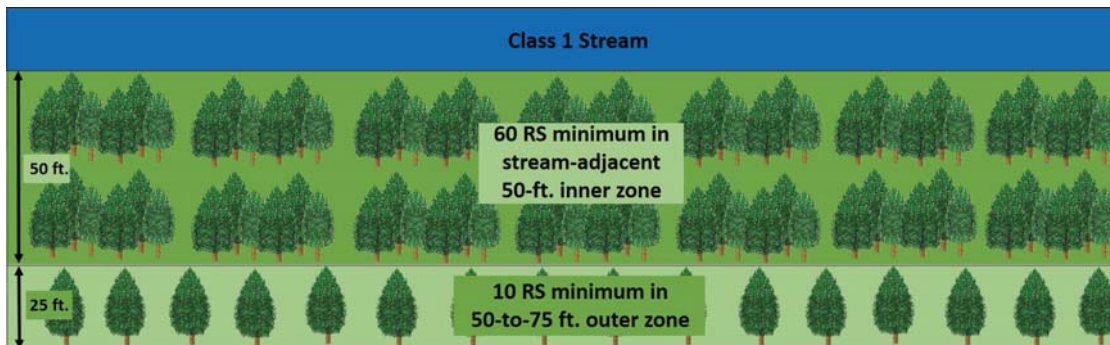 Class 1 Stream
50 ft.
60 RS minimum in
stream-adjacent
50-ft. inner zone
25 ft.
10 RS minimum in
50-to-75 ft. outer zone